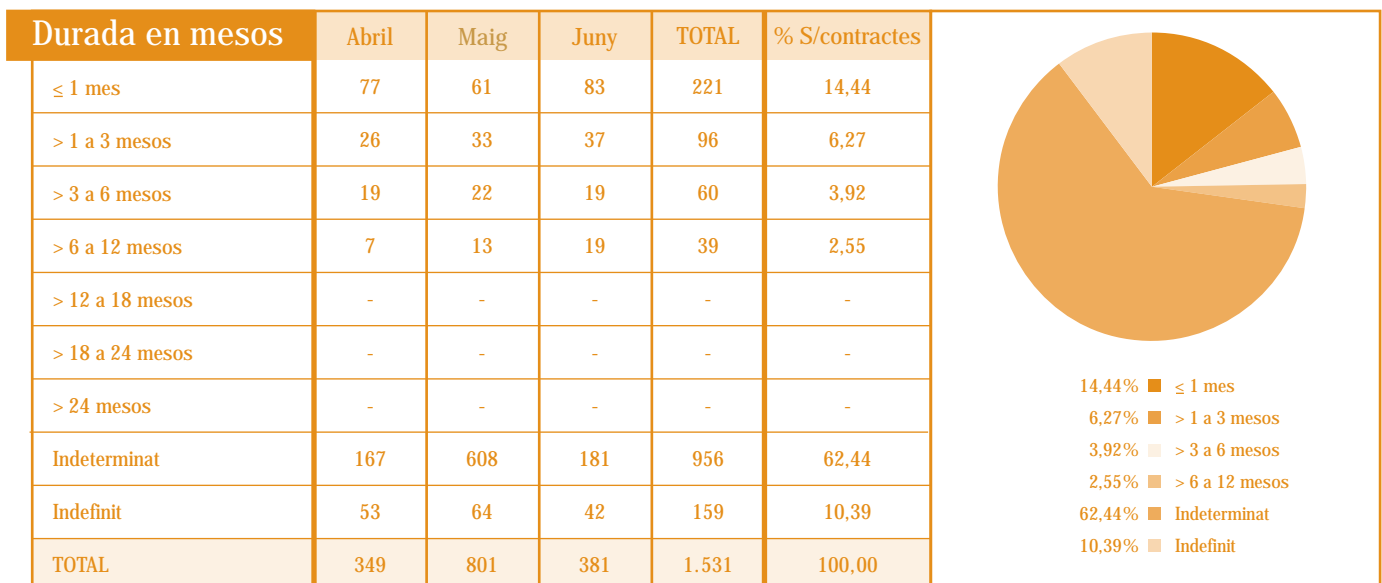 Durada en mesos Abril Maig Juny TOTAL % S/contractes
≤ 1 mes 77 61 83 221 14,44
> 1 a 3 mesos 26 33 37 96 6,27
> 3 a 6 mesos 19 22 19 60 3,92
> 6 a 12 mesos 7 13 19 39 2,55
> 12 a 18 mesos - - - - -
> 18 a 24 mesos - - - - -
> 24 mesos - - - - -
Indeterminat 167 608 181 956 62,44
Indefinit 53 64 42 159 10,39
TOTAL 349 801 381 1.531 100,00
14,44% ≤ 1 mes
6,27% > 1 a 3 mesos
3,92% > 3 a 6 mesos
2,55% > 6 a 12 mesos
62,44% Indeterminat
10,39% Indefinit